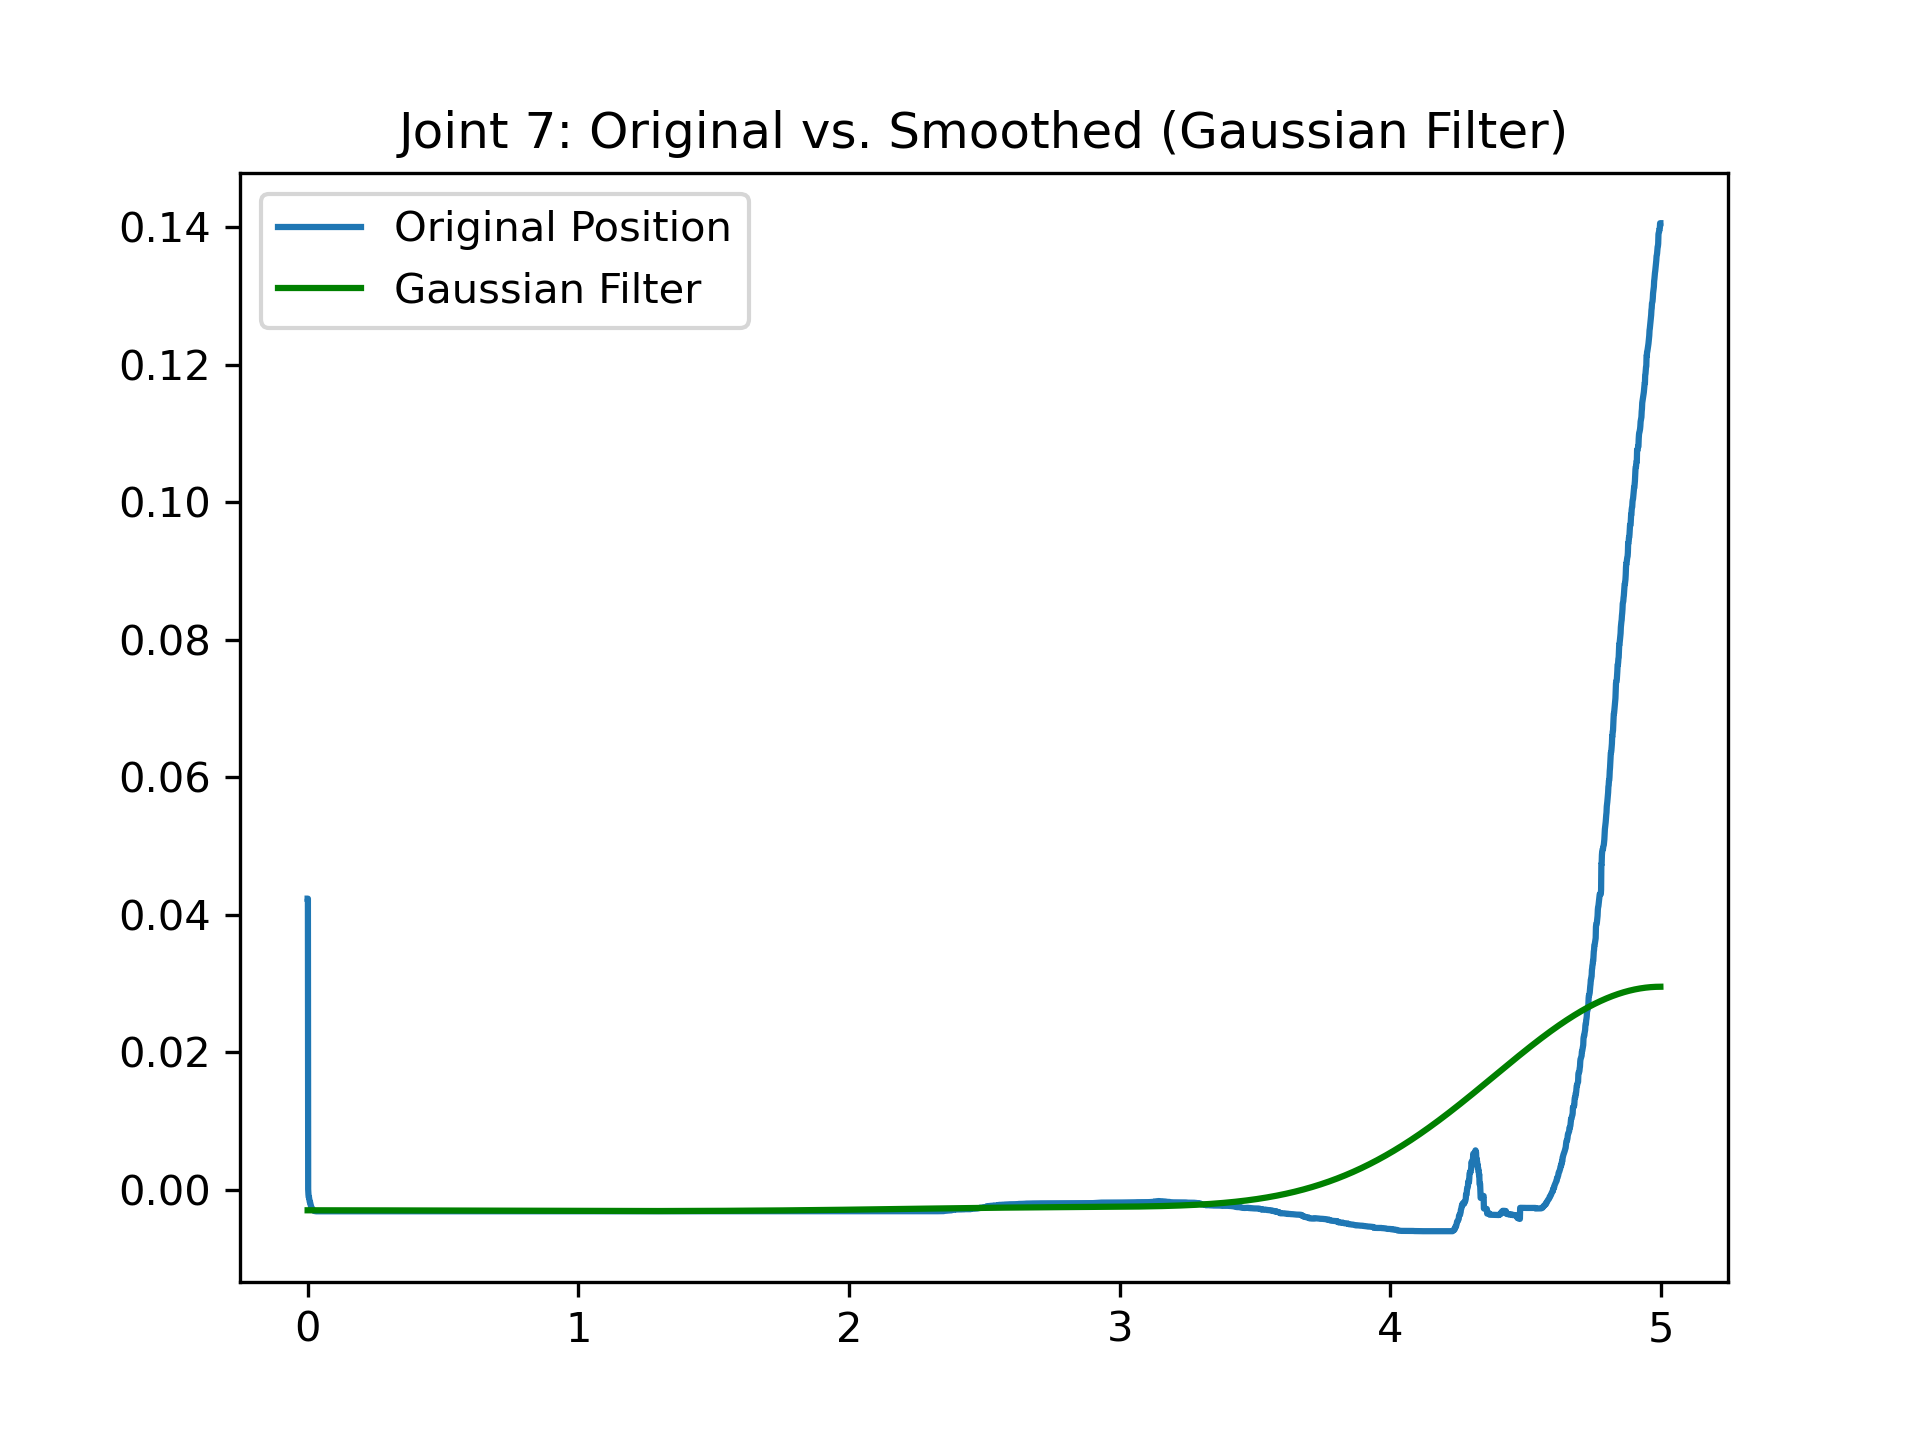 Joint 7: Original vs. Smoothed (Gaussian Filter)
Original Position
Gaussian Filter
0.14
0.12
0.10
0.08
0.06
0.04
0.02
0.00
0 1 2 3 4 5